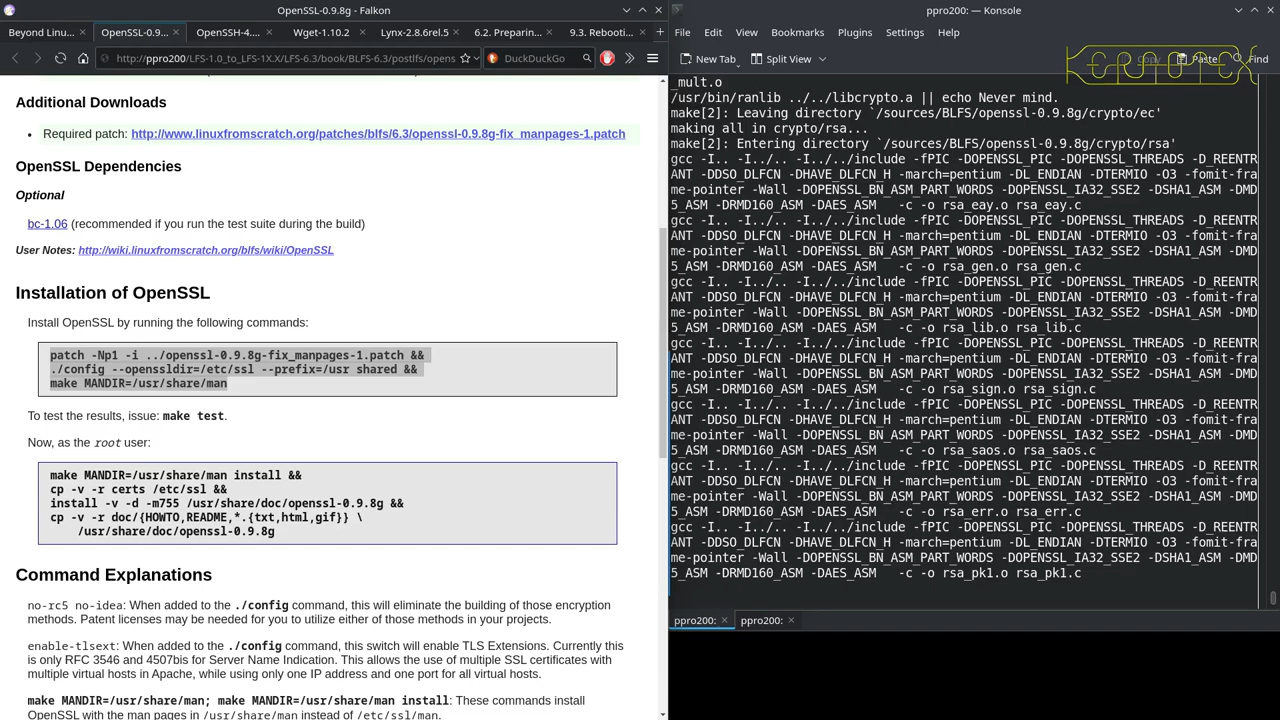 OpenSSL-0.9.8g - Falkon
Beyond Linu...
OpenSSL-0.9...
OpenSSH-4....
Wget-1.10.2
Lynx-2.8.6rel.5
6.2. Preparin...
9.3. Rebooti...
http://ppro200/LFS-1.0_to_LFS-1X.X/LFS-6.3/book/BLFS-6.3/postlfs/opens
DuckDuckGo
Additional Downloads
• Required patch: http://www.linuxfromscratch.org/patches/blfs/6.3/openssl-0.9.8g-fix_manpages-1.patch
OpenSSL Dependencies
Optional
bc-1.06 (recommended if you run the test suite during the build)
User Notes: http://wiki.linuxfromscratch.org/blfs/wiki/OpenSSL
Installation of OpenSSL
Install OpenSSL by running the following commands:
patch -Np1 -i ../openssl-0.9.8g-fix_manpages-1.patch &&
./config --openssldir=/etc/ssl --prefix=/usr shared &&
make MANDIR=/usr/share/man
To test the results, issue: make test.
Now, as the root user:
make MANDIR=/usr/share/man install &&
cp -v -r certs /etc/ssl &&
install -v -d -m755 /usr/share/doc/openssl-0.9.8g &&
cp -v -r doc/{HOWTO,README,*.{txt,html,gif}} \
/usr/share/doc/openssl-0.9.8g
Command Explanations
no-rc5 no-idea: When added to the ./config command, this will eliminate the building of those encryption
methods. Patent licenses may be needed for you to utilize either of those methods in your projects.
enable-tlsext: When added to the ./config command, this switch will enable TLS Extensions. Currently this
is only RFC 3546 and 4507bis for Server Name Indication. This allows the use of multiple SSL certificates with
multiple virtual hosts in Apache, while using only one IP address and one port for all virtual hosts.
make MANDIR=/usr/share/man; make MANDIR=/usr/share/man install: These commands install
OpenSSL with the man pages in /usr/share/man instead of /etc/ssl/man.
ppro200: — Konsole
File Edit View Bookmarks Plugins Settings Help
New Tab Split View Copy Paste Find
_mult.o
/usr/bin/ranlib ../../libcrypto.a || echo Never mind.
make[2]: Leaving directory `/sources/BLFS/openssl-0.9.8g/crypto/ec'
making all in crypto/rsa...
make[2]: Entering directory `/sources/BLFS/openssl-0.9.8g/crypto/rsa'
gcc -I.. -I../.. -I../../include -fPIC -DOPENSSL_PIC -DOPENSSL_THREADS -D_REENTR
ANT -DDSO_DLFCN -DHAVE_DLFCN_H -march=pentium -DL_ENDIAN -DTERMIO -O3 -fomit-fra
me-pointer -Wall -DOPENSSL_BN_ASM_PART_WORDS -DOPENSSL_IA32_SSE2 -DSHA1_ASM -DMD
5_ASM -DRMD160_ASM -DAES_ASM   -c -o rsa_eay.o rsa_eay.c
gcc -I.. -I../.. -I../../include -fPIC -DOPENSSL_PIC -DOPENSSL_THREADS -D_REENTR
ANT -DDSO_DLFCN -DHAVE_DLFCN_H -march=pentium -DL_ENDIAN -DTERMIO -O3 -fomit-fra
me-pointer -Wall -DOPENSSL_BN_ASM_PART_WORDS -DOPENSSL_IA32_SSE2 -DSHA1_ASM -DMD
5_ASM -DRMD160_ASM -DAES_ASM   -c -o rsa_gen.o rsa_gen.c
gcc -I.. -I../.. -I../../include -fPIC -DOPENSSL_PIC -DOPENSSL_THREADS -D_REENTR
ANT -DDSO_DLFCN -DHAVE_DLFCN_H -march=pentium -DL_ENDIAN -DTERMIO -O3 -fomit-fra
me-pointer -Wall -DOPENSSL_BN_ASM_PART_WORDS -DOPENSSL_IA32_SSE2 -DSHA1_ASM -DMD
5_ASM -DRMD160_ASM -DAES_ASM   -c -o rsa_lib.o rsa_lib.c
gcc -I.. -I../.. -I../../include -fPIC -DOPENSSL_PIC -DOPENSSL_THREADS -D_REENTR
ANT -DDSO_DLFCN -DHAVE_DLFCN_H -march=pentium -DL_ENDIAN -DTERMIO -O3 -fomit-fra
me-pointer -Wall -DOPENSSL_BN_ASM_PART_WORDS -DOPENSSL_IA32_SSE2 -DSHA1_ASM -DMD
5_ASM -DRMD160_ASM -DAES_ASM   -c -o rsa_sign.o rsa_sign.c
gcc -I.. -I../.. -I../../include -fPIC -DOPENSSL_PIC -DOPENSSL_THREADS -D_REENTR
ANT -DDSO_DLFCN -DHAVE_DLFCN_H -march=pentium -DL_ENDIAN -DTERMIO -O3 -fomit-fra
me-pointer -Wall -DOPENSSL_BN_ASM_PART_WORDS -DOPENSSL_IA32_SSE2 -DSHA1_ASM -DMD
5_ASM -DRMD160_ASM -DAES_ASM   -c -o rsa_saos.o rsa_saos.c
gcc -I.. -I../.. -I../../include -fPIC -DOPENSSL_PIC -DOPENSSL_THREADS -D_REENTR
ANT -DDSO_DLFCN -DHAVE_DLFCN_H -march=pentium -DL_ENDIAN -DTERMIO -O3 -fomit-fra
me-pointer -Wall -DOPENSSL_BN_ASM_PART_WORDS -DOPENSSL_IA32_SSE2 -DSHA1_ASM -DMD
5_ASM -DRMD160_ASM -DAES_ASM   -c -o rsa_err.o rsa_err.c
gcc -I.. -I../.. -I../../include -fPIC -DOPENSSL_PIC -DOPENSSL_THREADS -D_REENTR
ANT -DDSO_DLFCN -DHAVE_DLFCN_H -march=pentium -DL_ENDIAN -DTERMIO -O3 -fomit-fra
me-pointer -Wall -DOPENSSL_BN_ASM_PART_WORDS -DOPENSSL_IA32_SSE2 -DSHA1_ASM -DMD
5_ASM -DRMD160_ASM -DAES_ASM   -c -o rsa_pk1.o rsa_pk1.c
ppro200:
ppro200: